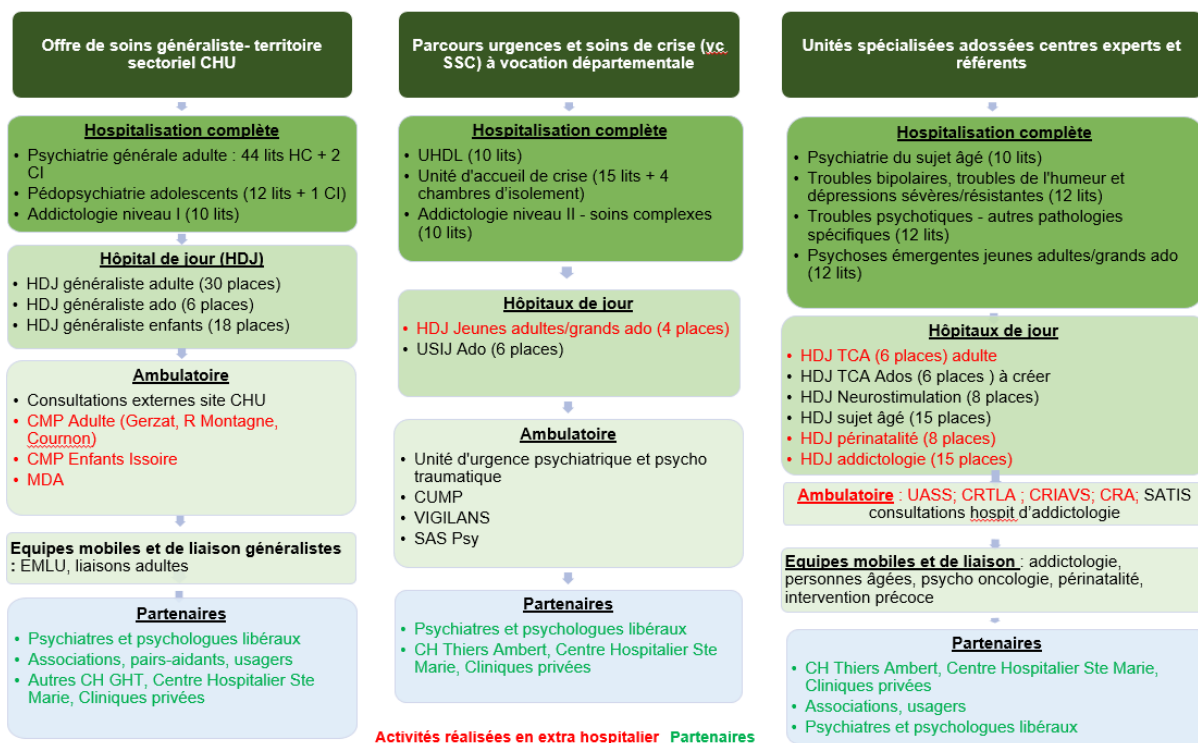 Offre de soins généraliste- territoire
sectoriel CHU
Hospitalisation complète
• Psychiatrie générale adulte : 44 lits HC + 2
CI
• Pédopsychiatrie adolescents (12 lits + 1 CI)
• Addictologie niveau I (10 lits)
Hôpital de jour (HDJ)
• HDJ généraliste adulte (30 places)
• HDJ généraliste ado (6 places)
• HDJ généraliste enfants (18 places)
Ambulatoire
• Consultations externes site CHU
• CMP Adulte (Gerzat, R Montagne,
Cournon)
• CMP Enfants Issoire
• MDA
Equipes mobiles et de liaison généralistes
: EMLU, liaisons adultes
Partenaires
• Psychiatres et psychologues libéraux
• Associations, pairs-aidants, usagers
• Autres CH GHT, Centre Hospitalier Ste
Marie, Cliniques privées
Parcours urgences et soins de crise (yc
SSC) à vocation départementale
Hospitalisation complète
• UHDL (10 lits)
• Unité d'accueil de crise (15 lits + 4
chambres d'isolement)
• Addictologie niveau II - soins complexes
(10 lits)
Hôpitaux de jour
• HDJ Jeunes adultes/grands ado (4 places)
• USIJ Ado (6 places)
Ambulatoire
• Unité d'urgence psychiatrique et psycho
traumatique
• CUMP
• VIGILANS
• SAS Psy
Partenaires
• Psychiatres et psychologues libéraux
• CH Thiers Ambert, Centre Hospitalier Ste
Marie, Cliniques privées
Unités spécialisées adossées centres experts et
référents
Hospitalisation complète
• Psychiatrie du sujet âgé (10 lits)
• Troubles bipolaires, troubles de l'humeur et
dépressions sévères/résistantes (12 lits)
• Troubles psychotiques - autres pathologies
spécifiques (12 lits)
• Psychoses émergentes jeunes adultes/grands ado
(12 lits)
Hôpitaux de jour
• HDJ TCA (6 places) adulte
• HDJ TCA Ados (6 places ) à créer
• HDJ Neurostimulation (8 places)
• HDJ sujet âgé (15 places)
• HDJ périnatalité (8 places)
• HDJ addictologie (15 places)
Ambulatoire : UASS; CRTLA ; CRIAVS; CRA; SATIS
consultations hospit d'addictologie
Equipes mobiles et de liaison : addictologie,
personnes âgées, psycho oncologie, périnatalité,
intervention précoce
Partenaires
• CH Thiers Ambert, Centre Hospitalier Ste Marie,
Cliniques privées
• Associations, usagers
• Psychiatres et psychologues libéraux
Activités réalisées en extra hospitalier Partenaires